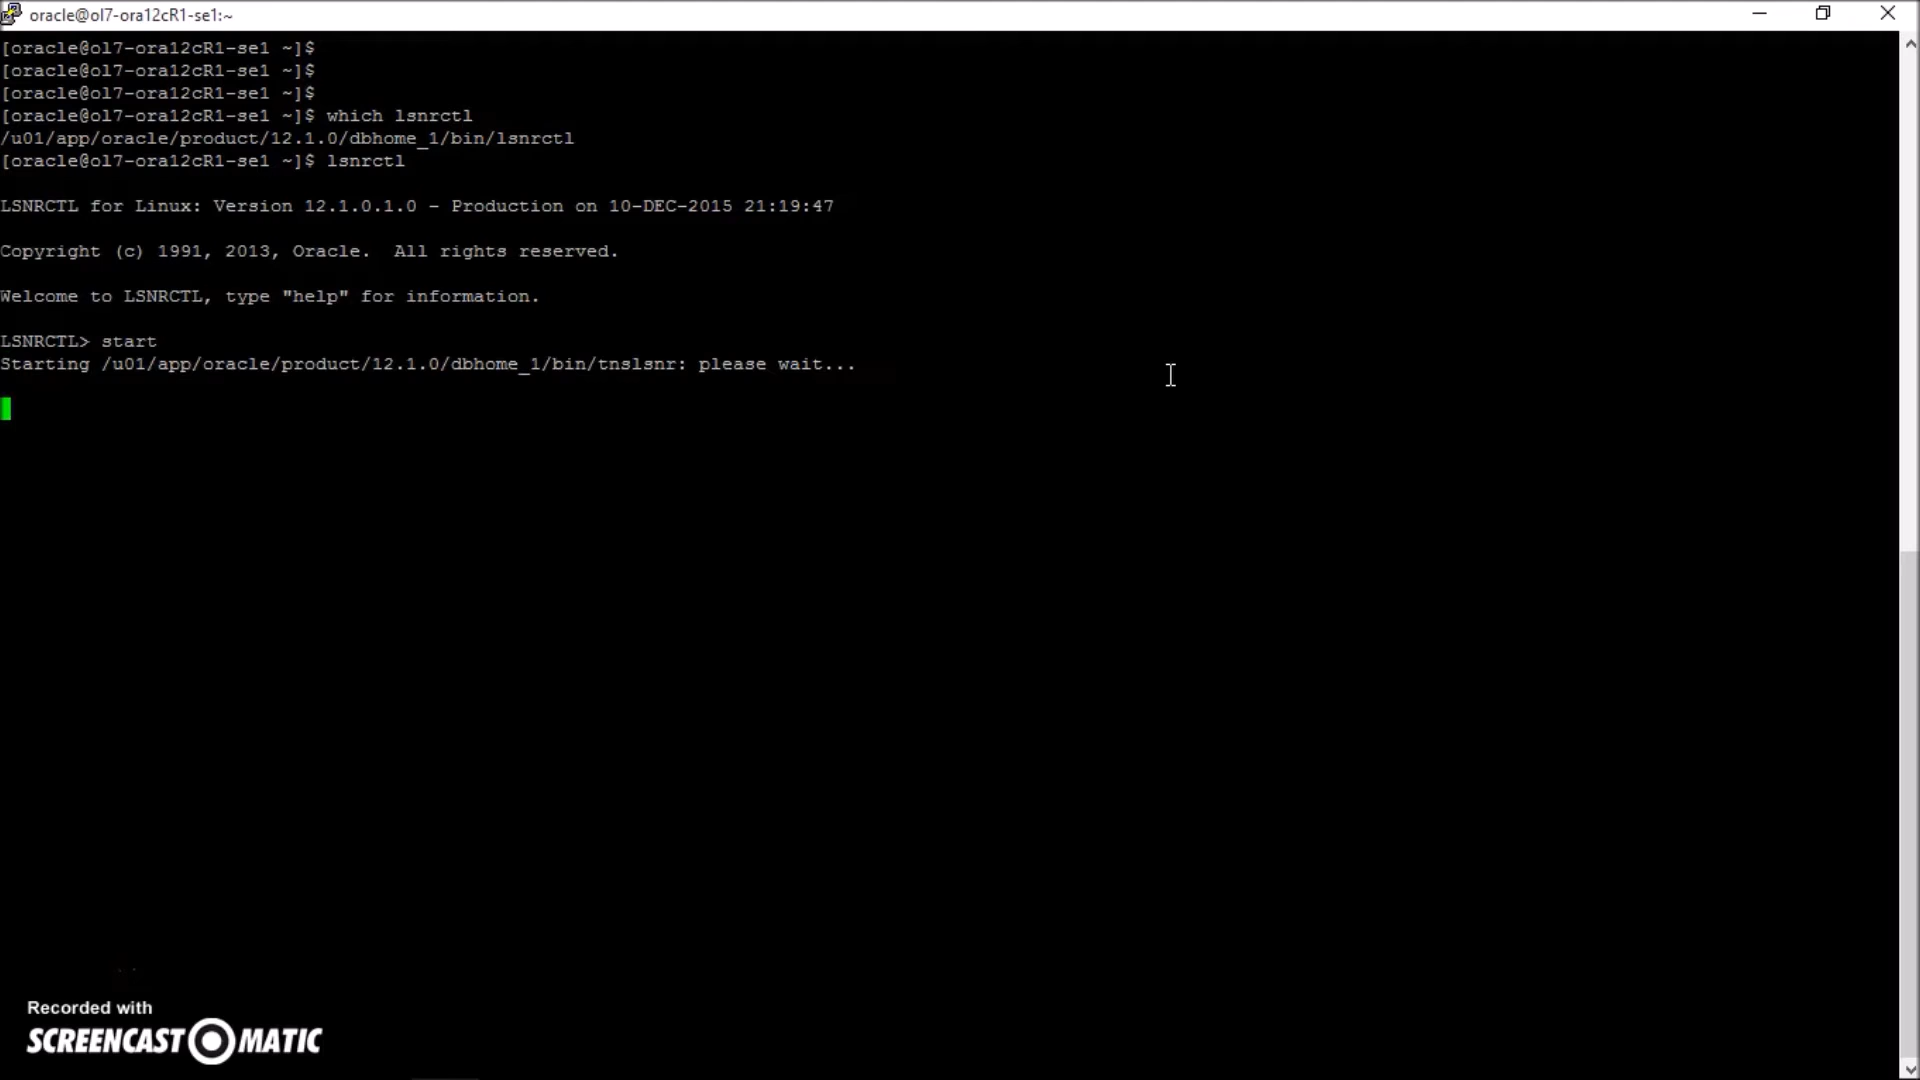 oracle@ol7-ora12cR1-se1:~
[oracle@ol7-ora12cR1-se1 ~]$
[oracle@ol7-ora12cR1-se1 ~]$
[oracle@ol7-ora12cR1-se1 ~]$
[oracle@ol7-ora12cR1-se1 ~]$ which lsnrctl
/u01/app/oracle/product/12.1.0/dbhome_1/bin/lsnrctl
[oracle@ol7-ora12cR1-se1 ~]$ lsnrctl
LSNRCTL for Linux: Version 12.1.0.1.0 - Production on 10-DEC-2015 21:19:47
Copyright (c) 1991, 2013, Oracle.  All rights reserved.
Welcome to LSNRCTL, type "help" for information.
LSNRCTL> start
Starting /u01/app/oracle/product/12.1.0/dbhome_1/bin/tnslsnr: please wait...
Recorded with
SCREENCAST MATIC